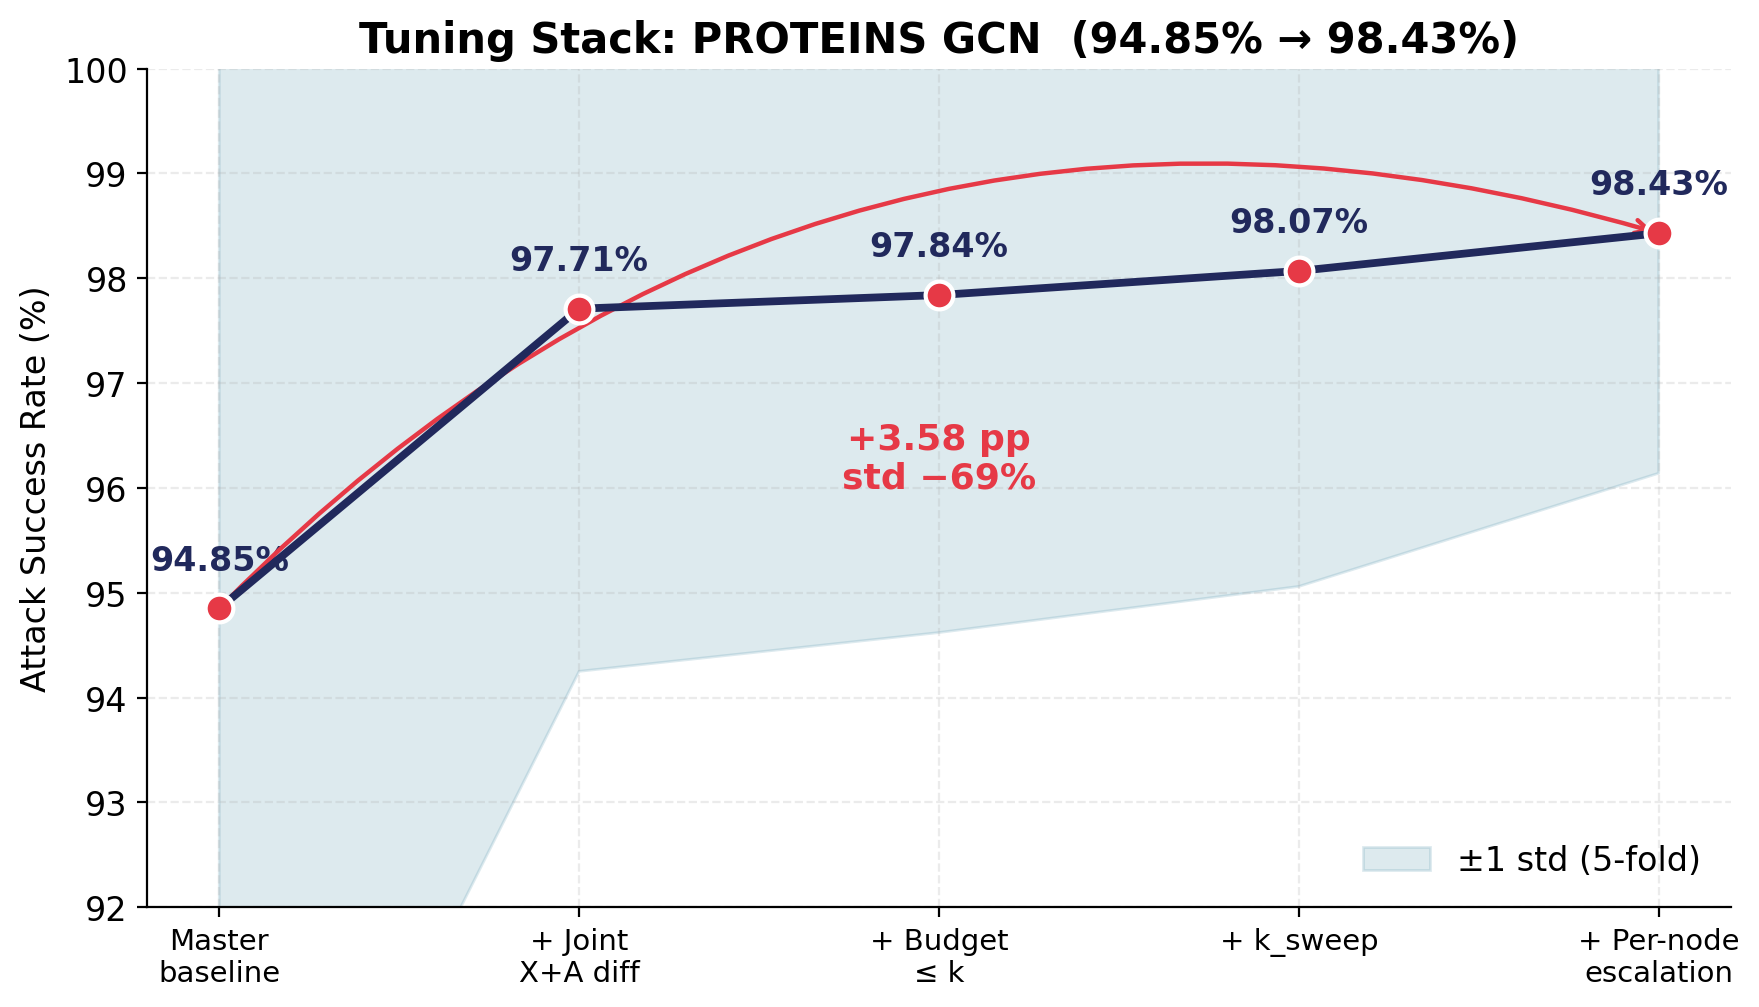 Tuning Stack: PROTEINS GCN  (94.85% → 98.43%)
Attack Success Rate (%)
100
99
98
97
96
95
94
93
92
94.85%
97.71%
97.84%
98.07%
98.43%
+3.58 pp
std −69%
±1 std (5-fold)
Master
baseline
+ Joint
X+A diff
+ Budget
≤ k
+ k_sweep
+ Per-node
escalation